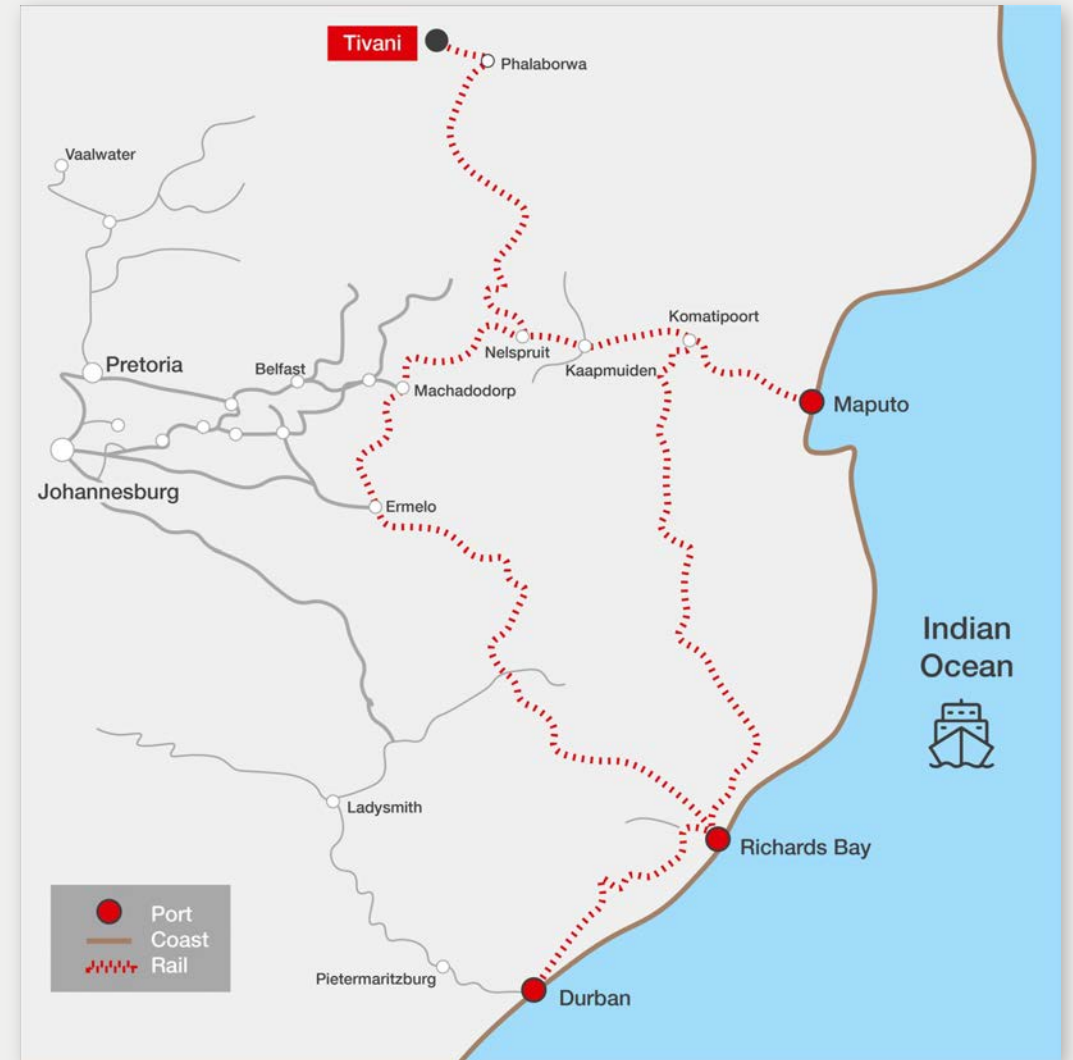 Tivani
Phalaborwa
Vaalwater
Komatipoort
Nelspruit
Kaapmuiden
Pretoria
Belfast
Machadodorp
Maputo
Johannesburg
Ermelo
Indian
Ocean
Ladysmith
Richards Bay
Port
Coast
Rail
Pietermaritzburg
Durban